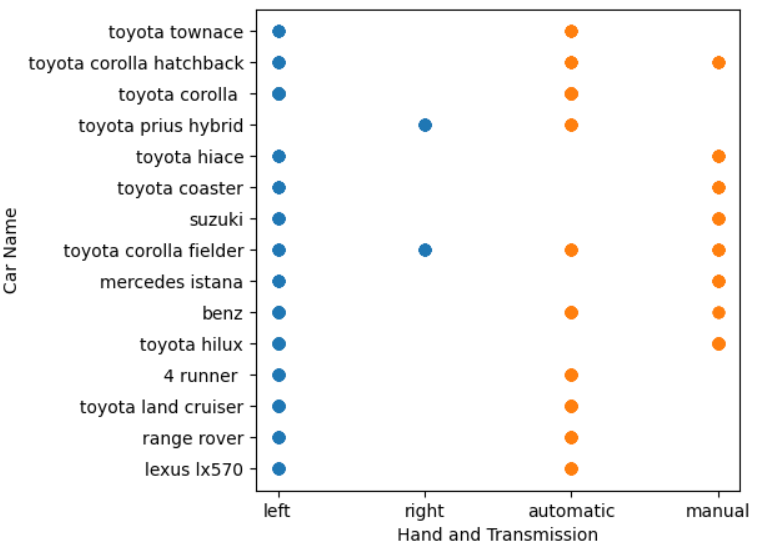 toyota townace
toyota corolla hatchback
toyota corolla
toyota prius hybrid
toyota hiace
toyota coaster
suzuki
toyota corolla fielder
mercedes istana
benz
toyota hilux
4 runner
toyota land cruiser
range rover
lexus lx570
Car Name
left right automatic manual
Hand and Transmission